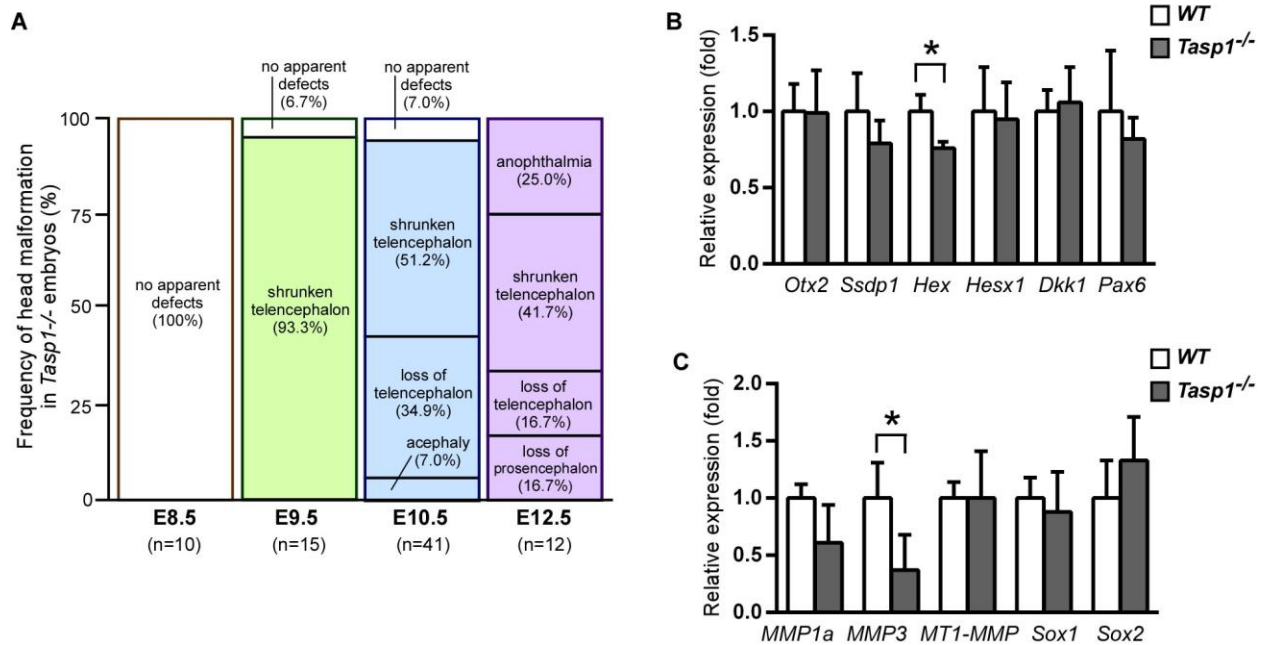 A
Frequency of head malformation
in Tasp1-/- embryos (%)
100
75
50
25
0
no apparent
defects
(100%)
E8.5
(n=10)
no apparent
defects
(6.7%)
shrunken
telencephalon
(93.3%)
E9.5
(n=15)
no apparent
defects
(7.0%)
shrunken
telencephalon
(51.2%)
loss of
telencephalon
(34.9%)
acephaly
(7.0%)
E10.5
(n=41)
anophthalmia
(25.0%)
shrunken
telencephalon
(41.7%)
loss of
telencephalon
(16.7%)
loss of
prosencephalon
(16.7%)
E12.5
(n=12)
B
WT
Tasp1-/-
Relative expression (fold)
1.5
1.0
0.5
0.0
*
Otx2 Ssdp1 Hex Hesx1 Dkk1 Pax6
C
WT
Tasp1-/-
Relative expression (fold)
2.0
1.5
1.0
0.5
0.0
*
MMP1a MMP3 MT1-MMP Sox1 Sox2